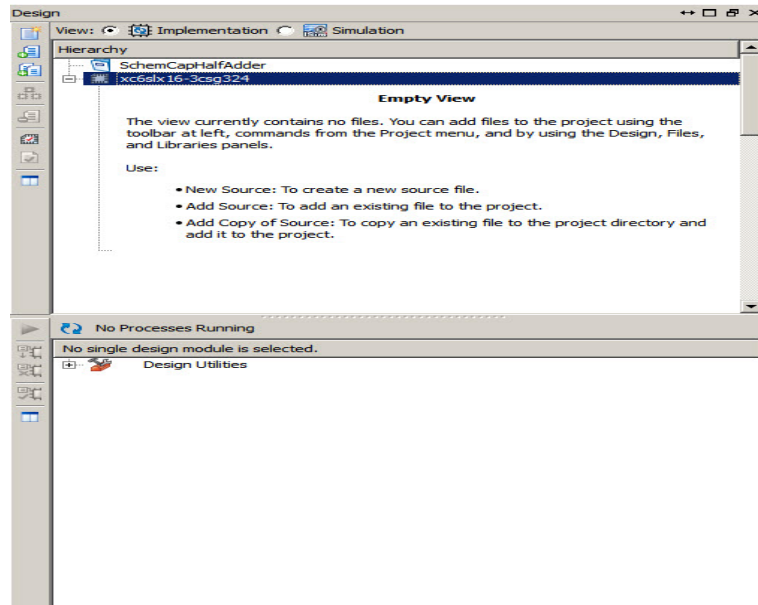 Design
View: Implementation Simulation
Hierarchy
SchemCapHalfAdder
xc6slx16-3csg324
Empty View
The view currently contains no files. You can add files to the project using the
toolbar at left, commands from the Project menu, and by using the Design, Files,
and Libraries panels.
Use:
• New Source: To create a new source file.
• Add Source: To add an existing file to the project.
• Add Copy of Source: To copy an existing file to the project directory and
add it to the project.
No Processes Running
No single design module is selected.
Design Utilities